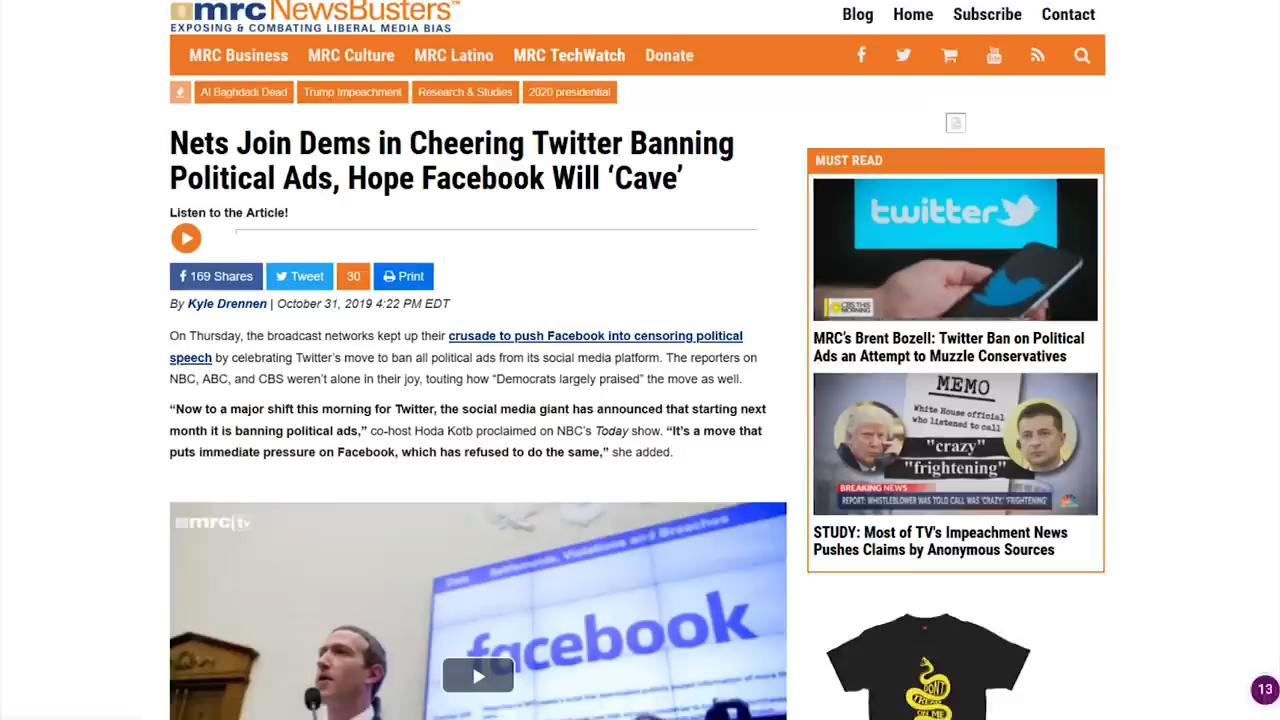 mrc NewsBusters™
EXPOSING & COMBATING LIBERAL MEDIA BIAS
Blog Home Subscribe Contact
MRC Business MRC Culture MRC Latino MRC TechWatch Donate
Al Baghdadi Dead Trump Impeachment Research & Studies 2020 presidential
Nets Join Dems in Cheering Twitter Banning
Political Ads, Hope Facebook Will ‘Cave’
Listen to the Article!
169 Shares Tweet 30 Print
By Kyle Drennen | October 31, 2019 4:22 PM EDT
On Thursday, the broadcast networks kept up their crusade to push Facebook into censoring political
speech by celebrating Twitter’s move to ban all political ads from its social media platform. The reporters on
NBC, ABC, and CBS weren’t alone in their joy, touting how “Democrats largely praised” the move as well.
“Now to a major shift this morning for Twitter, the social media giant has announced that starting next
month it is banning political ads,” co-host Hoda Kotb proclaimed on NBC’s Today show. “It’s a move that
puts immediate pressure on Facebook, which has refused to do the same,” she added.
mrc tv
Settlements, Violations and Breaches
facebook
MUST READ
twitter
CBS THIS
MORNING
MRC’s Brent Bozell: Twitter Ban on Political
Ads an Attempt to Muzzle Conservatives
MEMO
White House official
who listened to call
"crazy"
"frightening"
BREAKING NEWS
REPORT: WHISTLEBLOWER WAS TOLD CALL WAS 'CRAZY,' 'FRIGHTENING'
STUDY: Most of TV's Impeachment News
Pushes Claims by Anonymous Sources
DONT
TREAD
ON ME
13